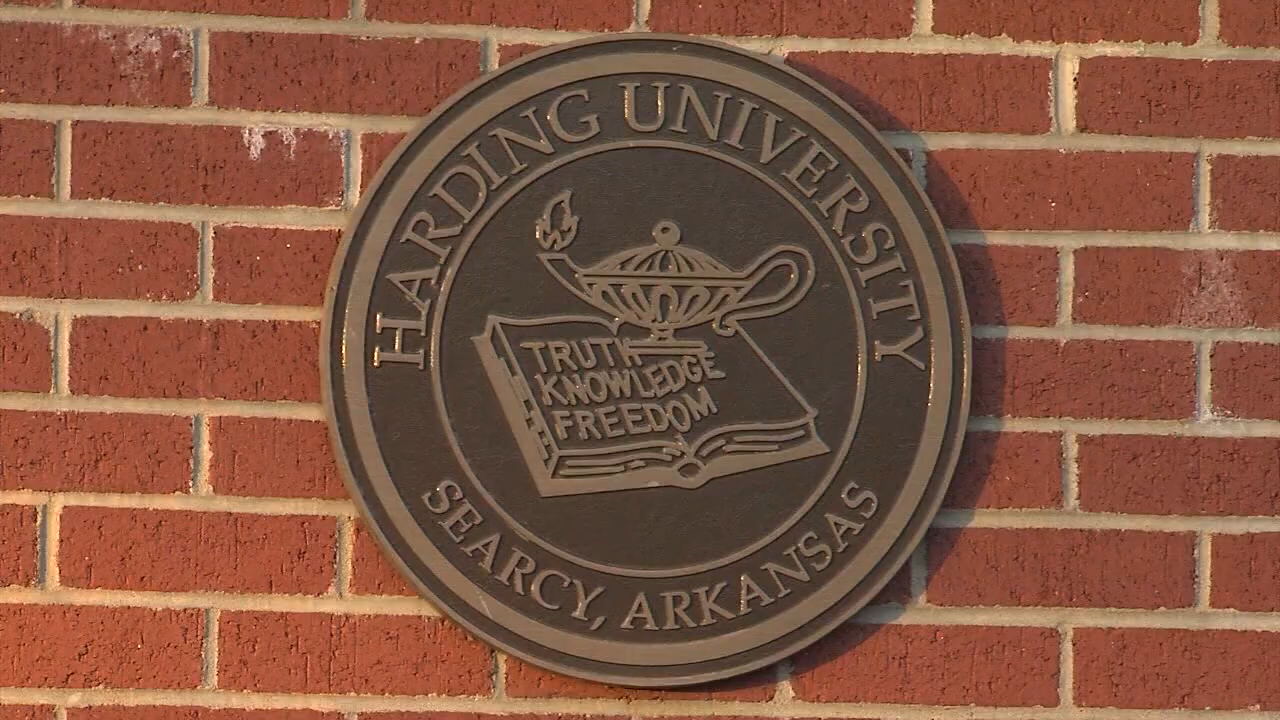 HARDING UNIVERSITY
TRUTH
KNOWLEDGE
FREEDOM
SEARCY, ARKANSAS